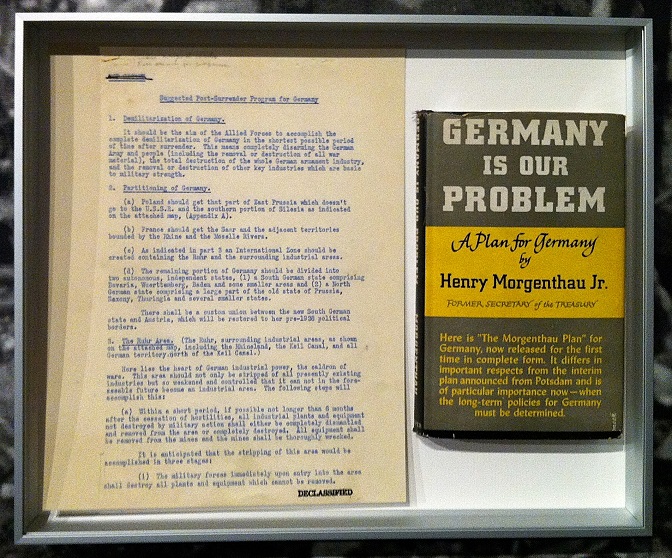 Suggested Post-Surrender Program for Germany
1. Demilitarization of Germany.
It should be the aim of the Allied Forces to accomplish the
complete demilitarization of Germany in the shortest possible period
of time after surrender. This means completely disarming the German
Army and people (including the removal or destruction of all war
material), the total destruction of the whole German armament industry,
and the removal or destruction of other key industries which are basic
to military strength.
2. Partitioning of Germany.
(a) Poland should get that part of East Prussia which doesn't
go to the U.S.S.R. and the southern portion of Silesia as indicated
on the attached map, (Appendix A).
(b) France should get the Saar and the adjacent territories
bounded by the Rhine and the Moselle Rivers.
(c) As indicated in part 3 an International Zone should be
created containing the Ruhr and the surrounding industrial areas.
(d) The remaining portion of Germany should be divided into
two autonomous, independent states, (1) a South German state comprising
Bavaria, Wuerttemberg, Baden and some smaller areas and (2) a North
German state comprising a large part of the old state of Prussia,
Saxony, Thuringia and several smaller states.
There shall be a custom union between the new South German
state and Austria, which will be restored to her pre-1938 political
borders.
3. The Ruhr Area. (The Ruhr, surrounding industrial areas, as shown
on the attached map, including the Rhineland, the Keil Canal, and all
German territory north of the Keil Canal.)
Here lies the heart of German industrial power, the caldron of
wars. This area should not only be stripped of all presently existing
industries but so weakened and controlled that it can not in the fore-
seeable future become an industrial area. The following steps will
accomplish this:
(a) Within a short period, if possible not longer than 6 months
after the cessation of hostilities, all industrial plants and equipment
not destroyed by military action shall either be completely dismantled
and removed from the area or completely destroyed. All equipment shall
be removed from the mines and the mines shall be thoroughly wrecked.
It is anticipated that the stripping of this area would be
accomplished in three stages:
(i) The military forces immediately upon entry into the area
shall destroy all plants and equipment which cannot be removed.
DECLASSIFIED
GERMANY
IS OUR
PROBLEM
A Plan for Germany
by
Henry Morgenthau Jr.
FORMER SECRETARY of the TREASURY
Here is "The Morgenthau Plan" for
Germany, now released for the first
time in complete form. It differs in
important respects from the interim
plan announced from Potsdam and is
of particular importance now—when
the long-term policies for Germany
must be determined.